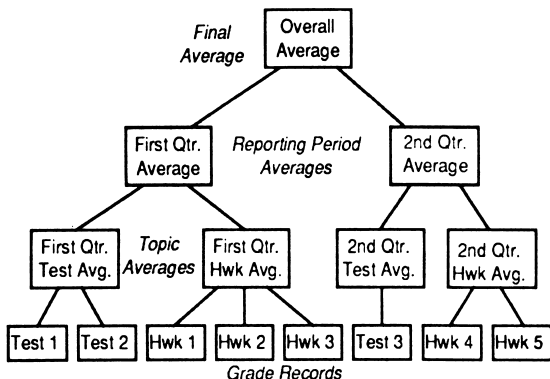 Final
Average
Overall
Average
First Qtr.
Average
Reporting Period
Averages
2nd Qtr.
Average
First Qtr.
Test Avg.
Topic
Averages
First Qtr.
Hwk Avg.
2nd Qtr.
Test Avg.
2nd Qtr.
Hwk Avg.
Test 1
Test 2
Hwk 1
Hwk 2
Hwk 3
Test 3
Hwk 4
Hwk 5
Grade Records